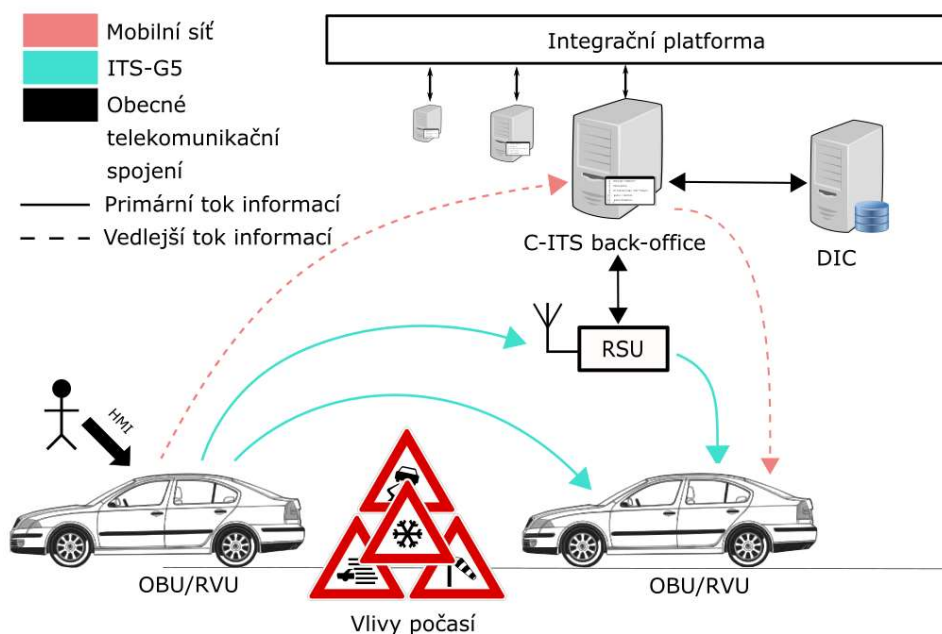 Mobilní síť
ITS-G5
Obecné
telekomunikační
spojení
Primární tok informací
Vedlejší tok informací
Integrační platforma
C-ITS back-office
DIC
RSU
HMI
OBU/RVU
OBU/RVU
Vlivy počasí